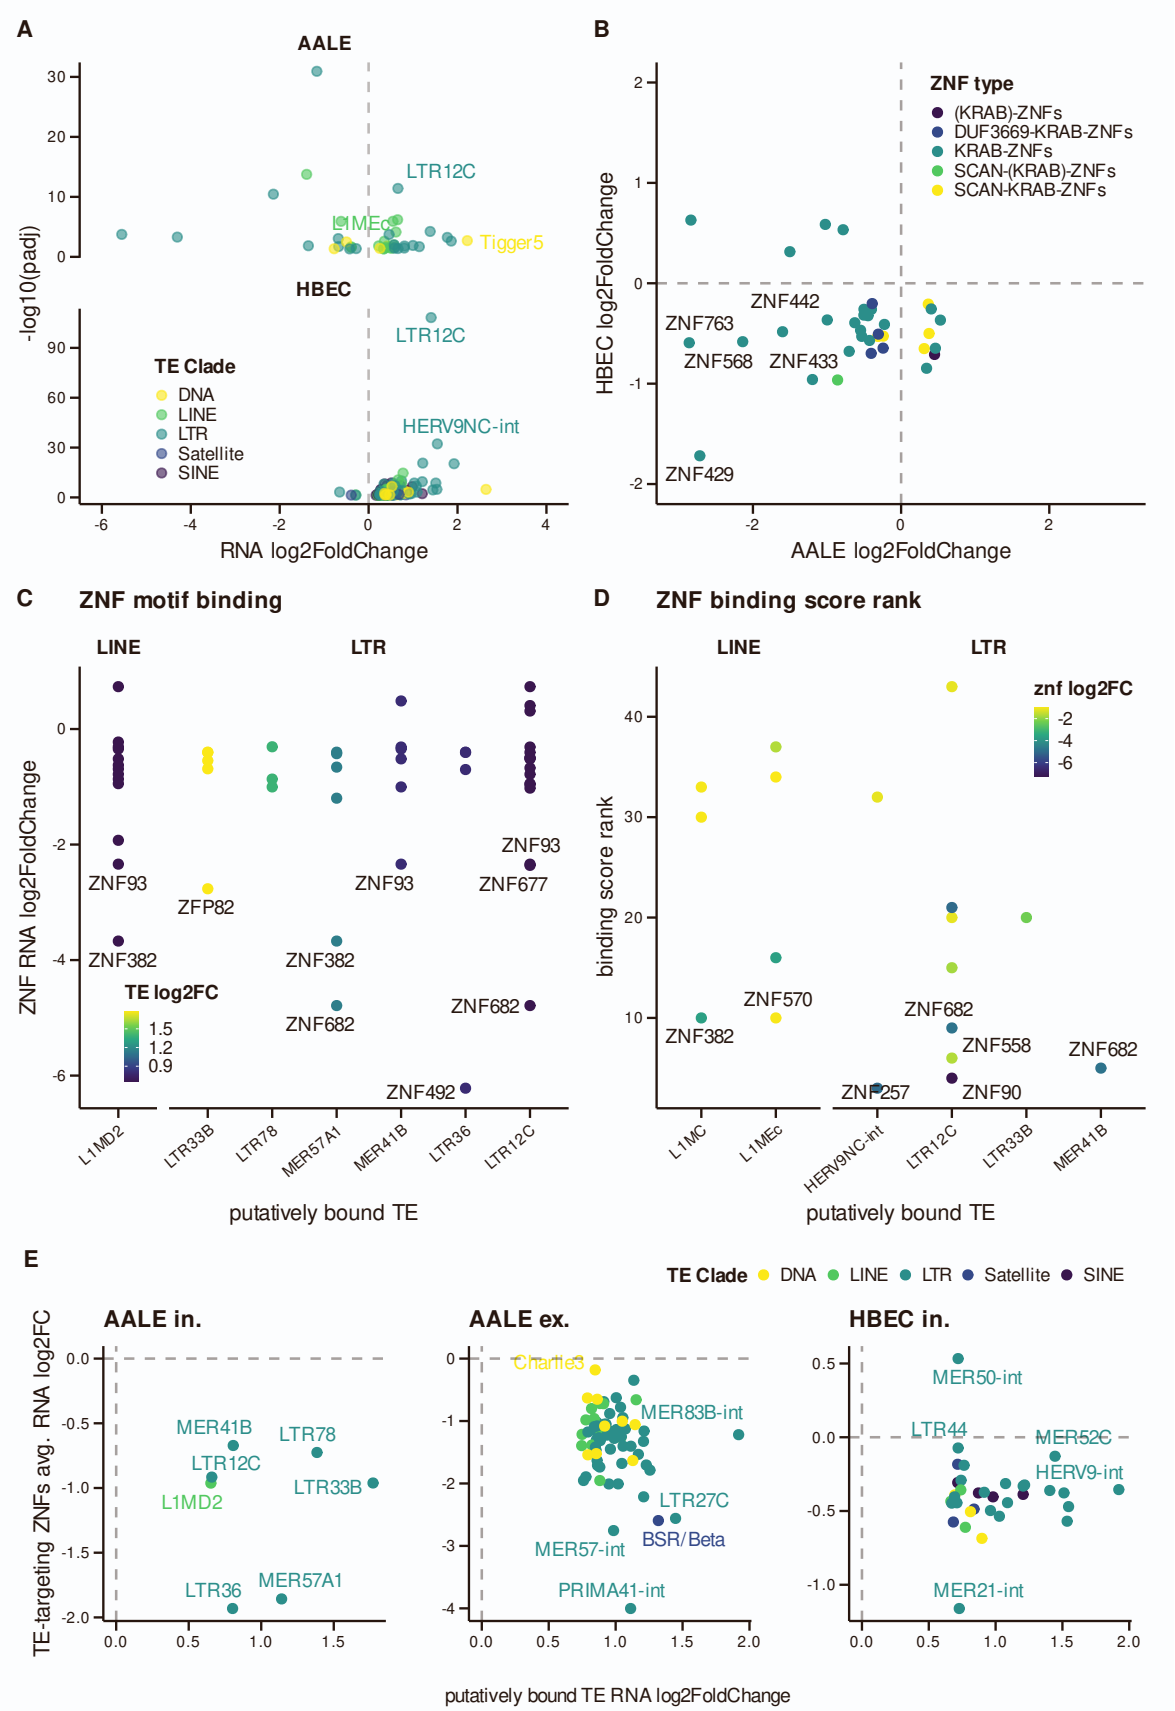 A
AALE
30
20
10
0
LTR12C
L1MEc
Tigger5
-log10(padj)
HBEC
LTR12C
90
60
30
0
TE Clade
DNA
LINE
LTR
Satellite
SINE
HERV9NC-int
-6 -4 -2 0 2 4
RNA log2FoldChange
B
2
1
0
-1
-2
HBEC log2FoldChange
ZNF type
(KRAB)-ZNFs
DUF3669-KRAB-ZNFs
KRAB-ZNFs
SCAN-(KRAB)-ZNFs
SCAN-KRAB-ZNFs
ZNF442
ZNF763
ZNF568
ZNF433
ZNF429
-2 0 2
AALE log2FoldChange
C
ZNF motif binding
LINE
LTR
0
-2
-4
-6
ZNF RNA log2FoldChange
ZNF93
ZNF382
ZFP82
ZNF382
ZNF682
ZNF93
ZNF492
ZNF93
ZNF677
ZNF682
TE log2FC
1.5
1.2
0.9
L1MD2
LTR33B
LTR78
MER57A1
MER41B
LTR36
LTR12C
putatively bound TE
D
ZNF binding score rank
LINE
LTR
40
30
20
10
binding score rank
znf log2FC
-2
-4
-6
ZNF382
ZNF570
ZNF257
ZNF682
ZNF558
ZNF90
ZNF682
L1MC
L1MEc
HERV9NC-int
LTR12C
LTR33B
MER41B
putatively bound TE
E
TE Clade DNA LINE LTR Satellite SINE
TE-targeting ZNFs avg. RNA log2FC
AALE in.
0.0
-0.5
-1.0
-1.5
-2.0
MER41B
LTR78
LTR12C
LTR33B
L1MD2
LTR36
MER57A1
0.0 0.5 1.0 1.5
AALE ex.
0
-1
-2
-3
-4
Charlie3
MER83B-int
LTR27C
BSR/Beta
MER57-int
PRIMA41-int
0.0 0.5 1.0 1.5 2.0
HBEC in.
0.5
0.0
-0.5
-1.0
MER50-int
LTR44
MER52C
HERV9-int
MER21-int
0.0 0.5 1.0 1.5 2.0
putatively bound TE RNA log2FoldChange